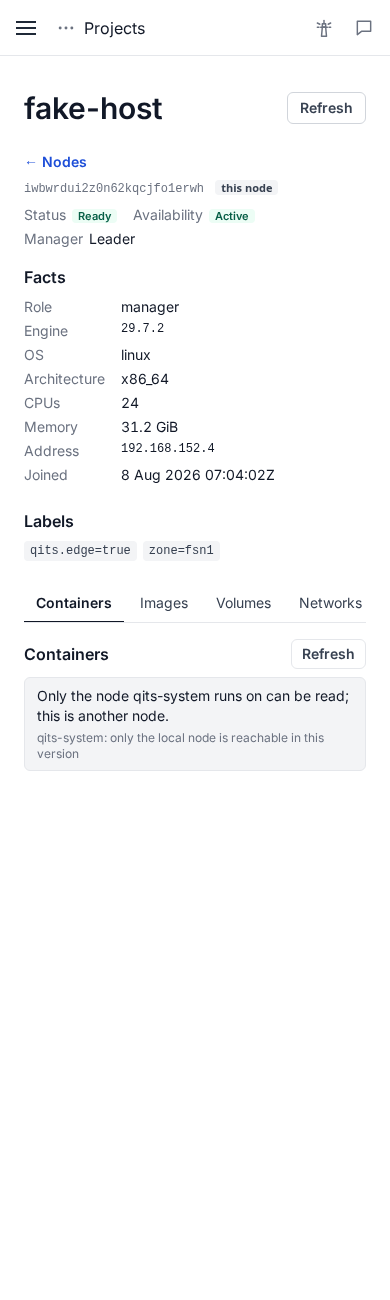 Projects
fake-host
Refresh
← Nodes
iwbwrdui2z0n62kqcjfo1erwh this node
Status Ready Availability Active
Manager Leader
Facts
Role manager
Engine 29.7.2
OS linux
Architecture x86_64
CPUs 24
Memory 31.2 GiB
Address 192.168.152.4
Joined 8 Aug 2026 07:04:02Z
Labels
qits.edge=true zone=fsn1
Containers Images Volumes Networks
Containers
Refresh
Only the node qits-system runs on can be read;
this is another node.
qits-system: only the local node is reachable in this
version